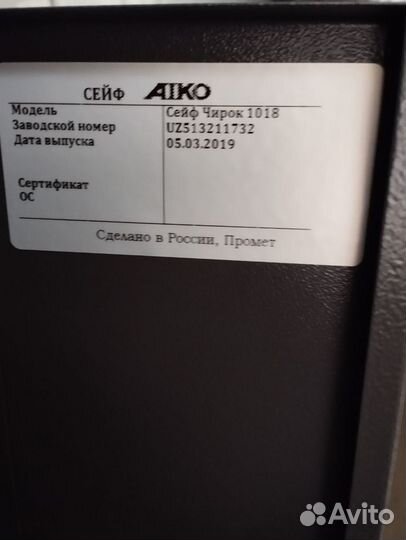 СЕЙФ AIKO
Модель Сейф Чирок 1018
Заводской номер UZ513211732
Дата выпуска 05.03.2019
Сертификат
ОС
Сделано в России, Промет
Avito